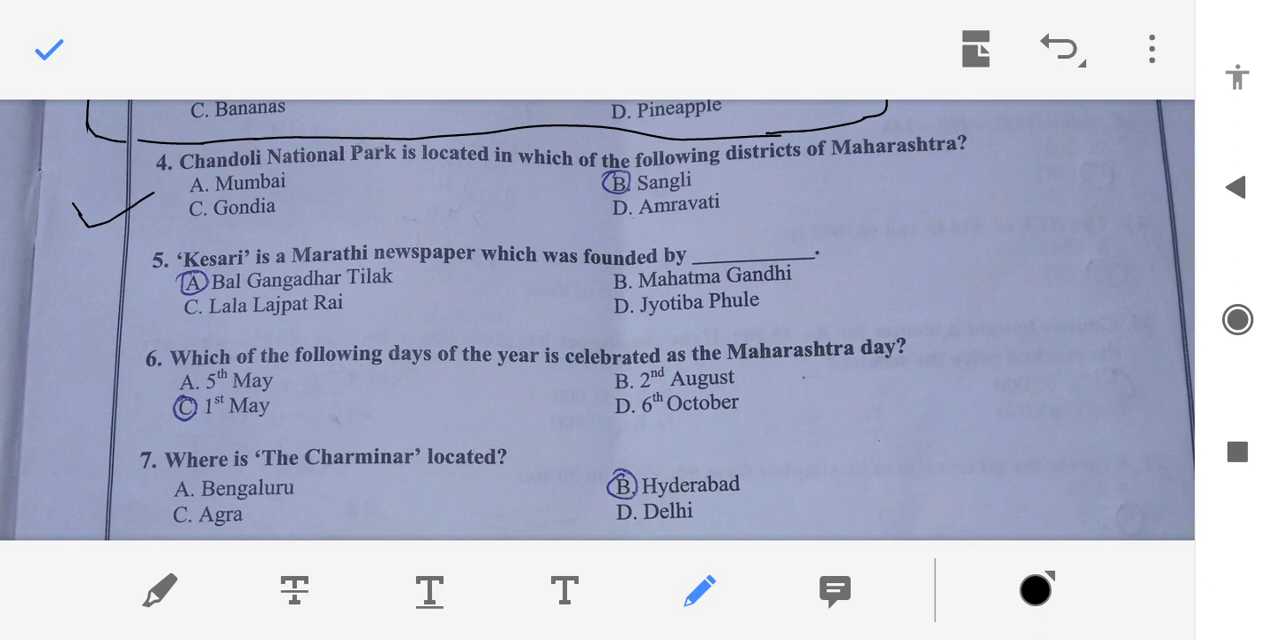 C. Bananas D. Pineapple
4. Chandoli National Park is located in which of the following districts of Maharashtra?
A. Mumbai B. Sangli
C. Gondia D. Amravati
5. ‘Kesari’ is a Marathi newspaper which was founded by __________.
A Bal Gangadhar Tilak B. Mahatma Gandhi
C. Lala Lajpat Rai D. Jyotiba Phule
6. Which of the following days of the year is celebrated as the Maharashtra day?
A. 5th May B. 2nd August
C 1st May D. 6th October
7. Where is ‘The Charminar’ located?
A. Bengaluru B. Hyderabad
C. Agra D. Delhi